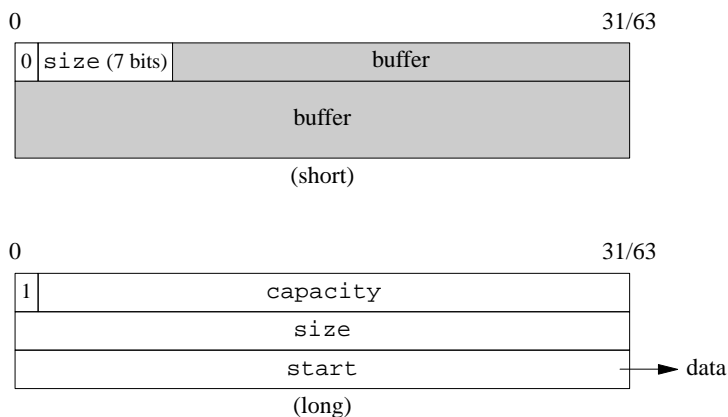 0 31/63
0 size (7 bits) buffer
buffer
(short)
0 31/63
1 capacity
size
start data
(long)